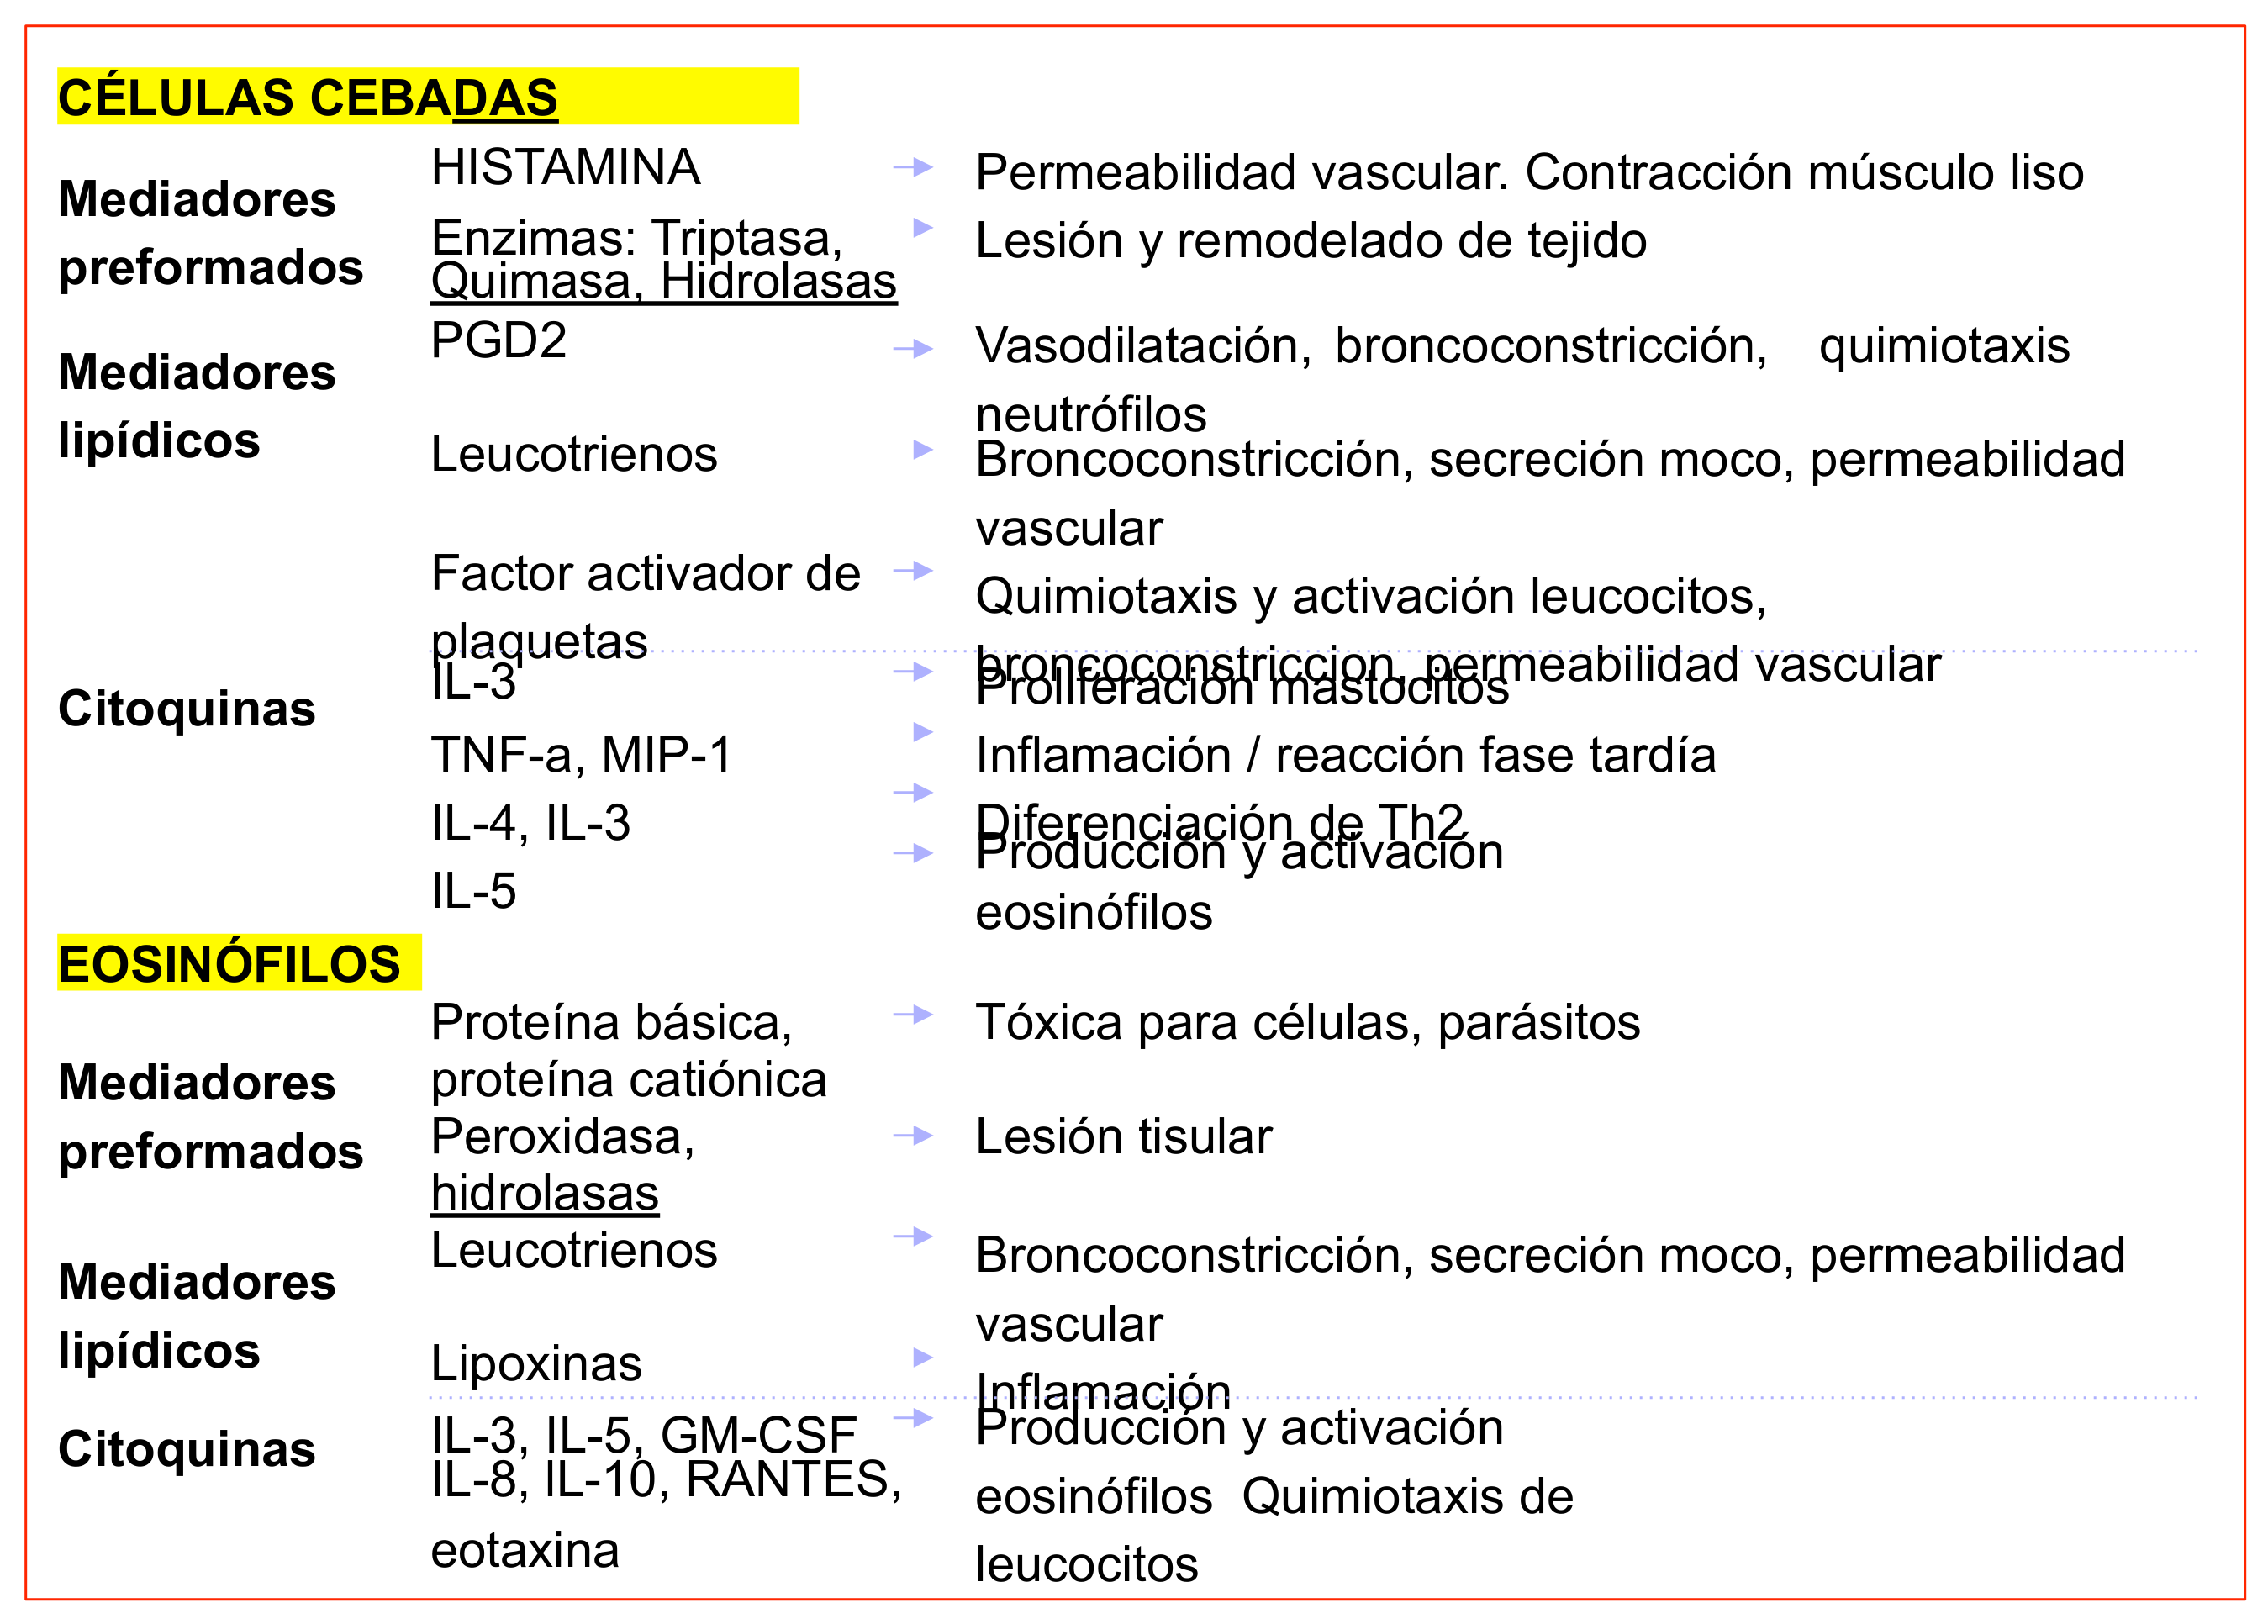 CÉLULAS CEBADAS
Mediadores
preformados
HISTAMINA
Permeabilidad vascular. Contracción músculo liso
Enzimas: Triptasa,
Quimasa, Hidrolasas
Lesión y remodelado de tejido
Mediadores
lipídicos
PGD2
Vasodilatación, broncoconstricción, quimiotaxis
neutrófilos
Leucotrienos
Broncoconstricción, secreción moco, permeabilidad
vascular
Factor activador de
plaquetas
Quimiotaxis y activación leucocitos,
broncoconstriccion, permeabilidad vascular
Citoquinas
IL-3
Proliferación mastocitos
TNF-a, MIP-1
Inflamación / reacción fase tardía
IL-4, IL-3
Diferenciación de Th2
IL-5
Producción y activación
eosinófilos
EOSINÓFILOS
Mediadores
preformados
Proteína básica,
proteína catiónica
Tóxica para células, parásitos
Peroxidasa,
hidrolasas
Lesión tisular
Mediadores
lipídicos
Leucotrienos
Broncoconstricción, secreción moco, permeabilidad
vascular
Lipoxinas
Inflamación
Citoquinas
IL-3, IL-5, GM-CSF
IL-8, IL-10, RANTES,
eotaxina
Producción y activación
eosinófilos Quimiotaxis de
leucocitos